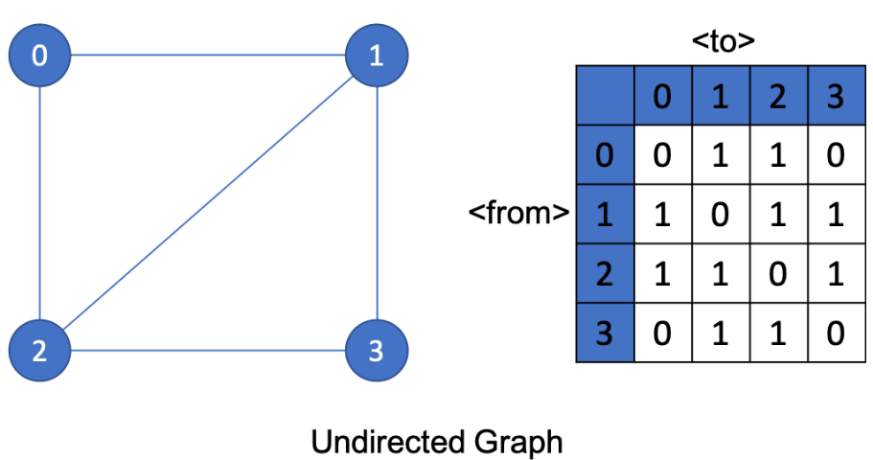 0 1
2 3
<to>
0 1 2 3
0 0 1 1 0
<from> 1 1 0 1 1
2 1 1 0 1
3 0 1 1 0
Undirected Graph